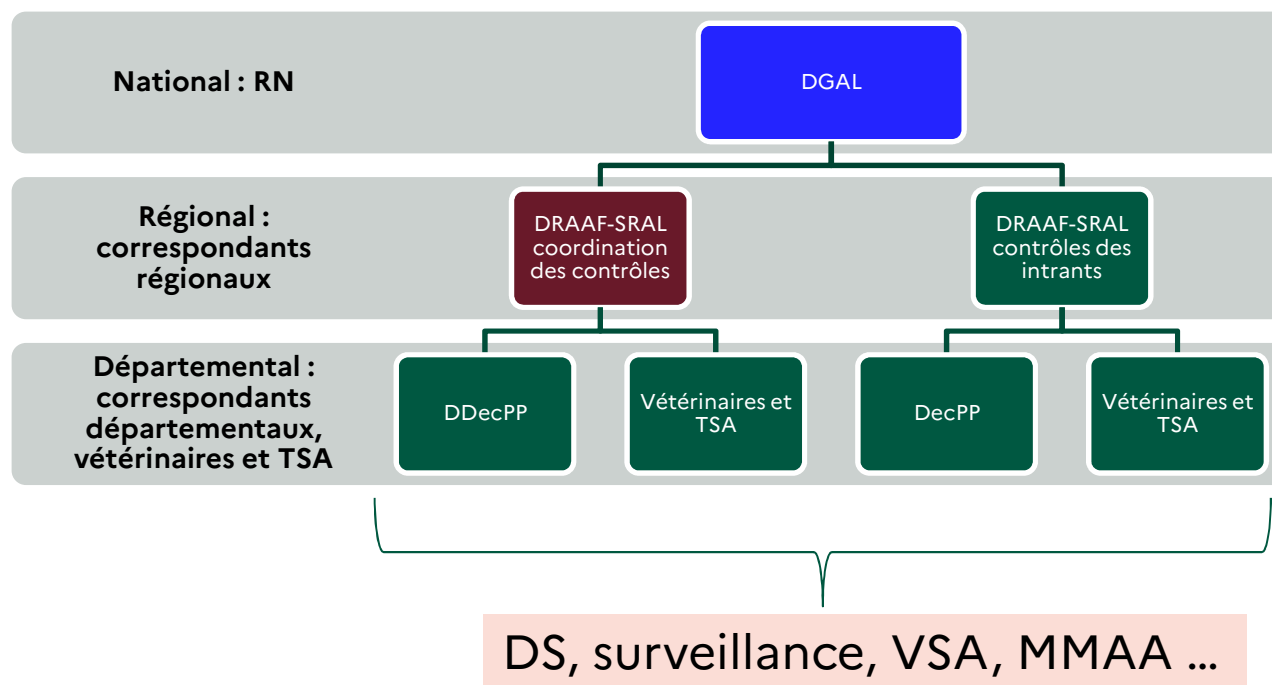 National : RN
DGAL
Régional :
correspondants
régionaux
DRAAF-SRAL
coordination
des contrôles
DRAAF-SRAL
contrôles des
intrants
Départemental :
correspondants
départementaux,
vétérinaires et TSA
DDecPP
Vétérinaires et
TSA
DecPP
Vétérinaires et
TSA
DS, surveillance, VSA, MMAA ...